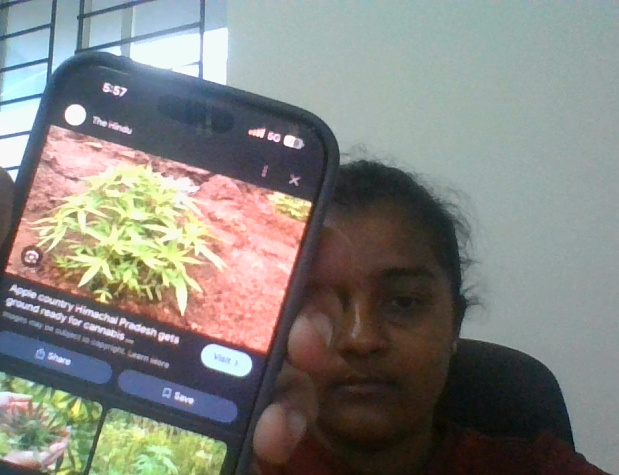 5:57
5G
The Hindu
Apple country Himachal Pradesh gets
ground ready for cannabis —
Images may be subject to copyright. Learn More
Visit >
Share
Save